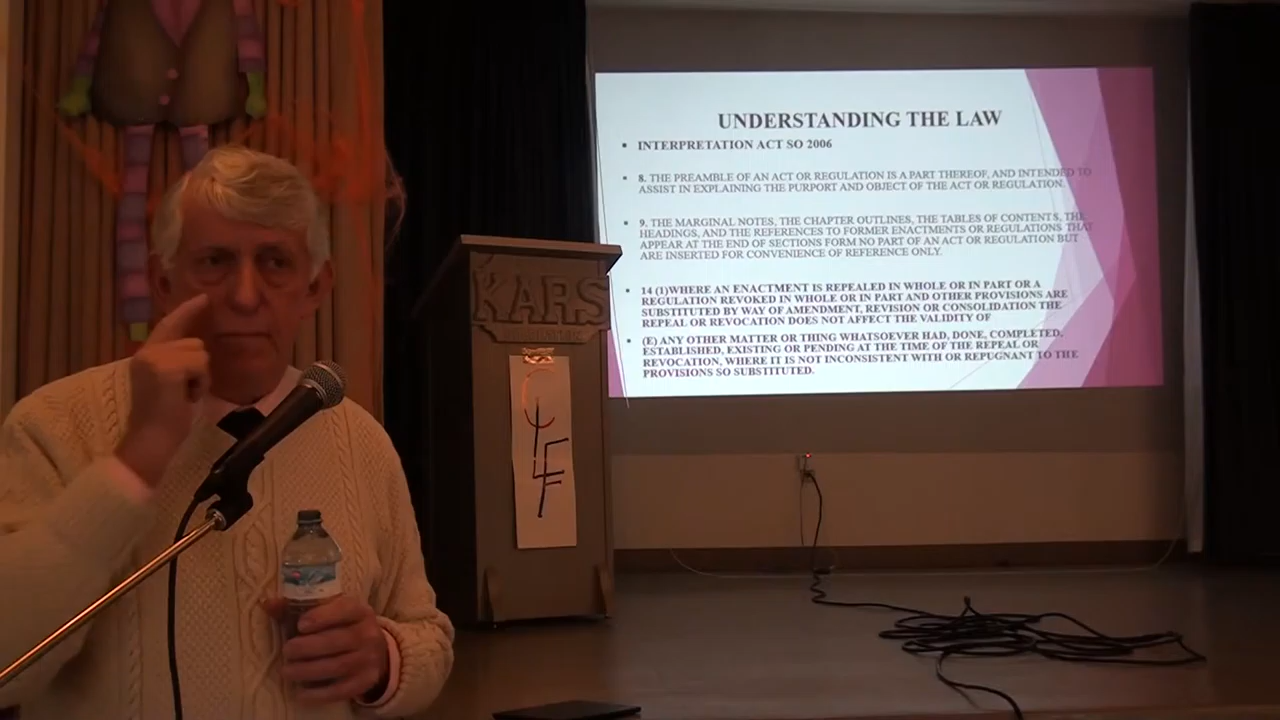 UNDERSTANDING THE LAW
• INTERPRETATION ACT SO 2006
• 8. THE PREAMBLE OF AN ACT OR REGULATION IS A PART THEREOF, AND INTENDED TO
ASSIST IN EXPLAINING THE PURPORT AND OBJECT OF THE ACT OR REGULATION.
• 9. THE MARGINAL NOTES, THE CHAPTER OUTLINES, THE TABLES OF CONTENTS, THE
HEADINGS, AND THE REFERENCES TO FORMER ENACTMENTS OR REGULATIONS THAT
APPEAR AT THE END OF SECTIONS FORM NO PART OF AN ACT OR REGULATION BUT
ARE INSERTED FOR CONVENIENCE OF REFERENCE ONLY.
• 14 (1)WHERE AN ENACTMENT IS REPEALED IN WHOLE OR IN PART OR A
REGULATION REVOKED IN WHOLE OR IN PART AND OTHER PROVISIONS ARE
SUBSTITUTED BY WAY OF AMENDMENT, REVISION OR CONSOLIDATION THE
REPEAL OR REVOCATION DOES NOT AFFECT THE VALIDITY OF
• (E) ANY OTHER MATTER OR THING WHATSOEVER HAD, DONE, COMPLETED,
ESTABLISHED, EXISTING OR PENDING AT THE TIME OF THE REPEAL OR
REVOCATION, WHERE IT IS NOT INCONSISTENT WITH OR REPUGNANT TO THE
PROVISIONS SO SUBSTITUTED.
KARS